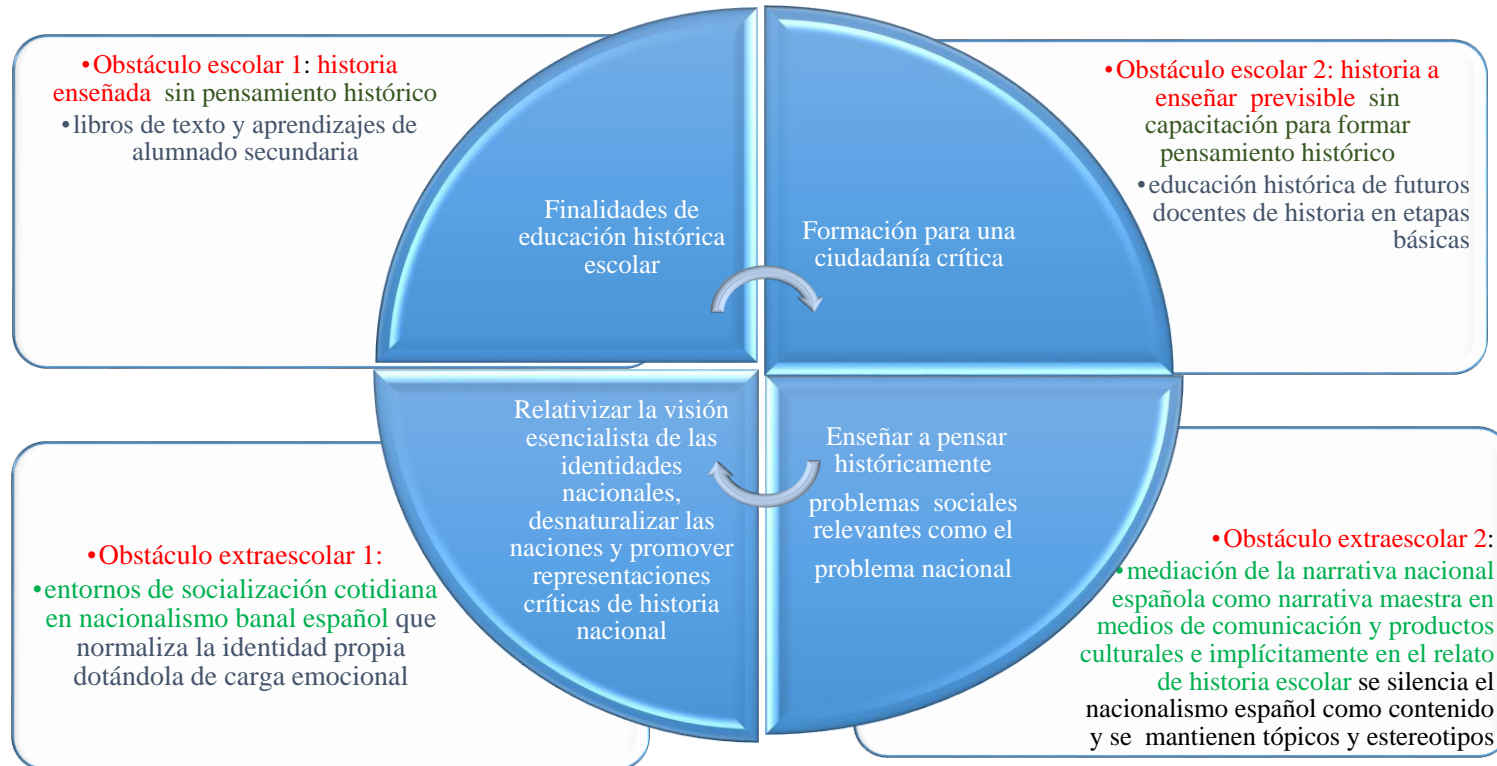 •Obstáculo escolar 1: historia
enseñada sin pensamiento histórico
•libros de texto y aprendizajes de
alumnado secundaria
Finalidades de
educación histórica
escolar
Formación para una
ciudadanía crítica
•Obstáculo escolar 2: historia a
enseñar previsible sin
capacitación para formar
pensamiento histórico
•educación histórica de futuros
docentes de historia en etapas
básicas
•Obstáculo extraescolar 1:
•entornos de socialización cotidiana
en nacionalismo banal español que
normaliza la identidad propia
dotándola de carga emocional
Relativizar la visión
esencialista de las
identidades
nacionales,
desnaturalizar las
naciones y promover
representaciones
críticas de historia
nacional
Enseñar a pensar
históricamente
problemas sociales
relevantes como el
problema nacional
•Obstáculo extraescolar 2:
•mediación de la narrativa nacional
española como narrativa maestra en
medios de comunicación y productos
culturales e implícitamente en el relato
de historia escolar se silencia el
nacionalismo español como contenido
y se mantienen tópicos y estereotipos